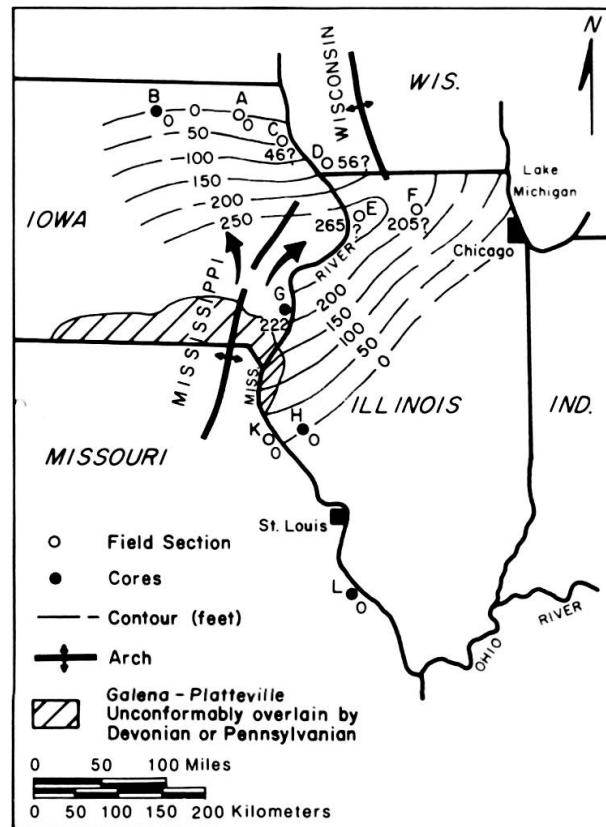 N
WIS.
WISCONSIN
B
O
O
A
O
50
C
46?
D
56?
100
150
200
250
Lake
Michigan
IOWA
E
265
?
F
205?
Chicago
RIVER
MISSISSIPPI
G
222
200
150
100
50
O
MISS.
ILLINOIS
IND.
H
O
K
O
MISSOURI
St. Louis
L
O
OHIO
RIVER
Field Section
Cores
Contour (feet)
Arch
Galena - Platteville
Unconformably overlain by
Devonian or Pennsylvanian
0 50 100 Miles
0 50 100 150 200
Kilometers